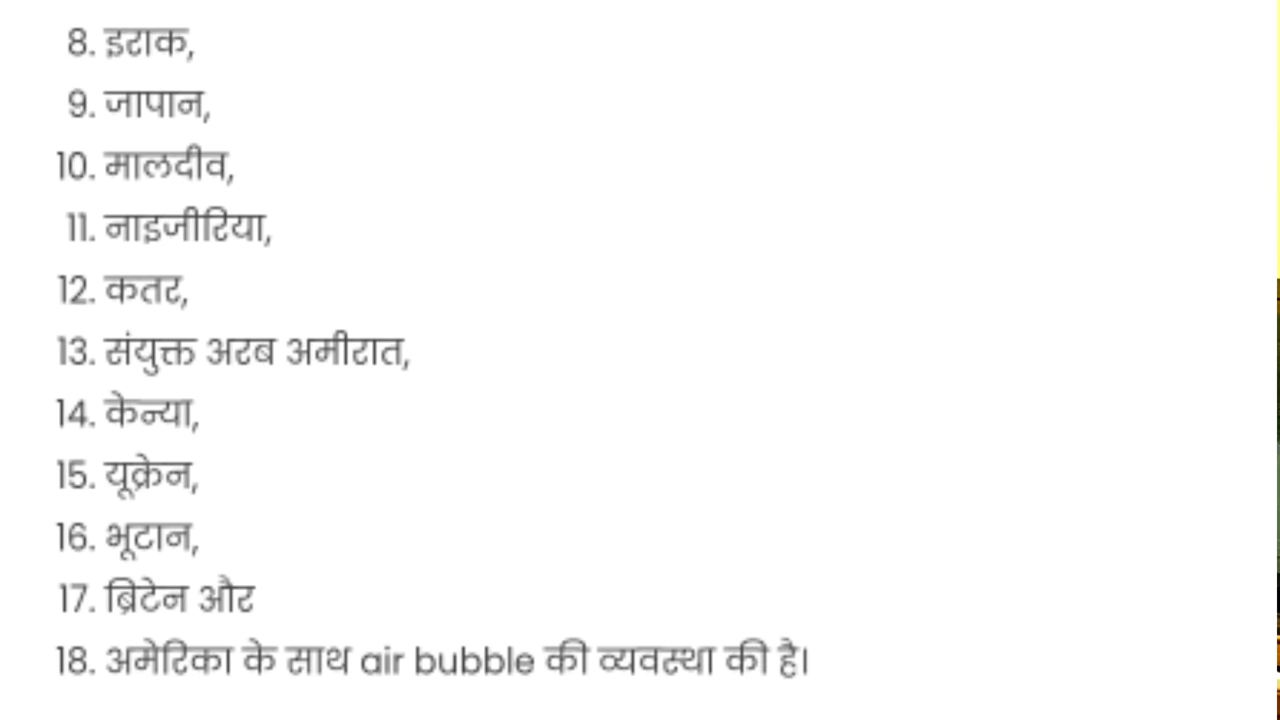 8. इराक,
9. जापान,
10. मालदीव,
11. नाइजीरिया,
12. कतर,
13. संयुक्त अरब अमीरात,
14. केन्या,
15. यूक्रेन,
16. भूटान,
17. ब्रिटेन और
18. अमेरिका के साथ air bubble की व्यवस्था की है।